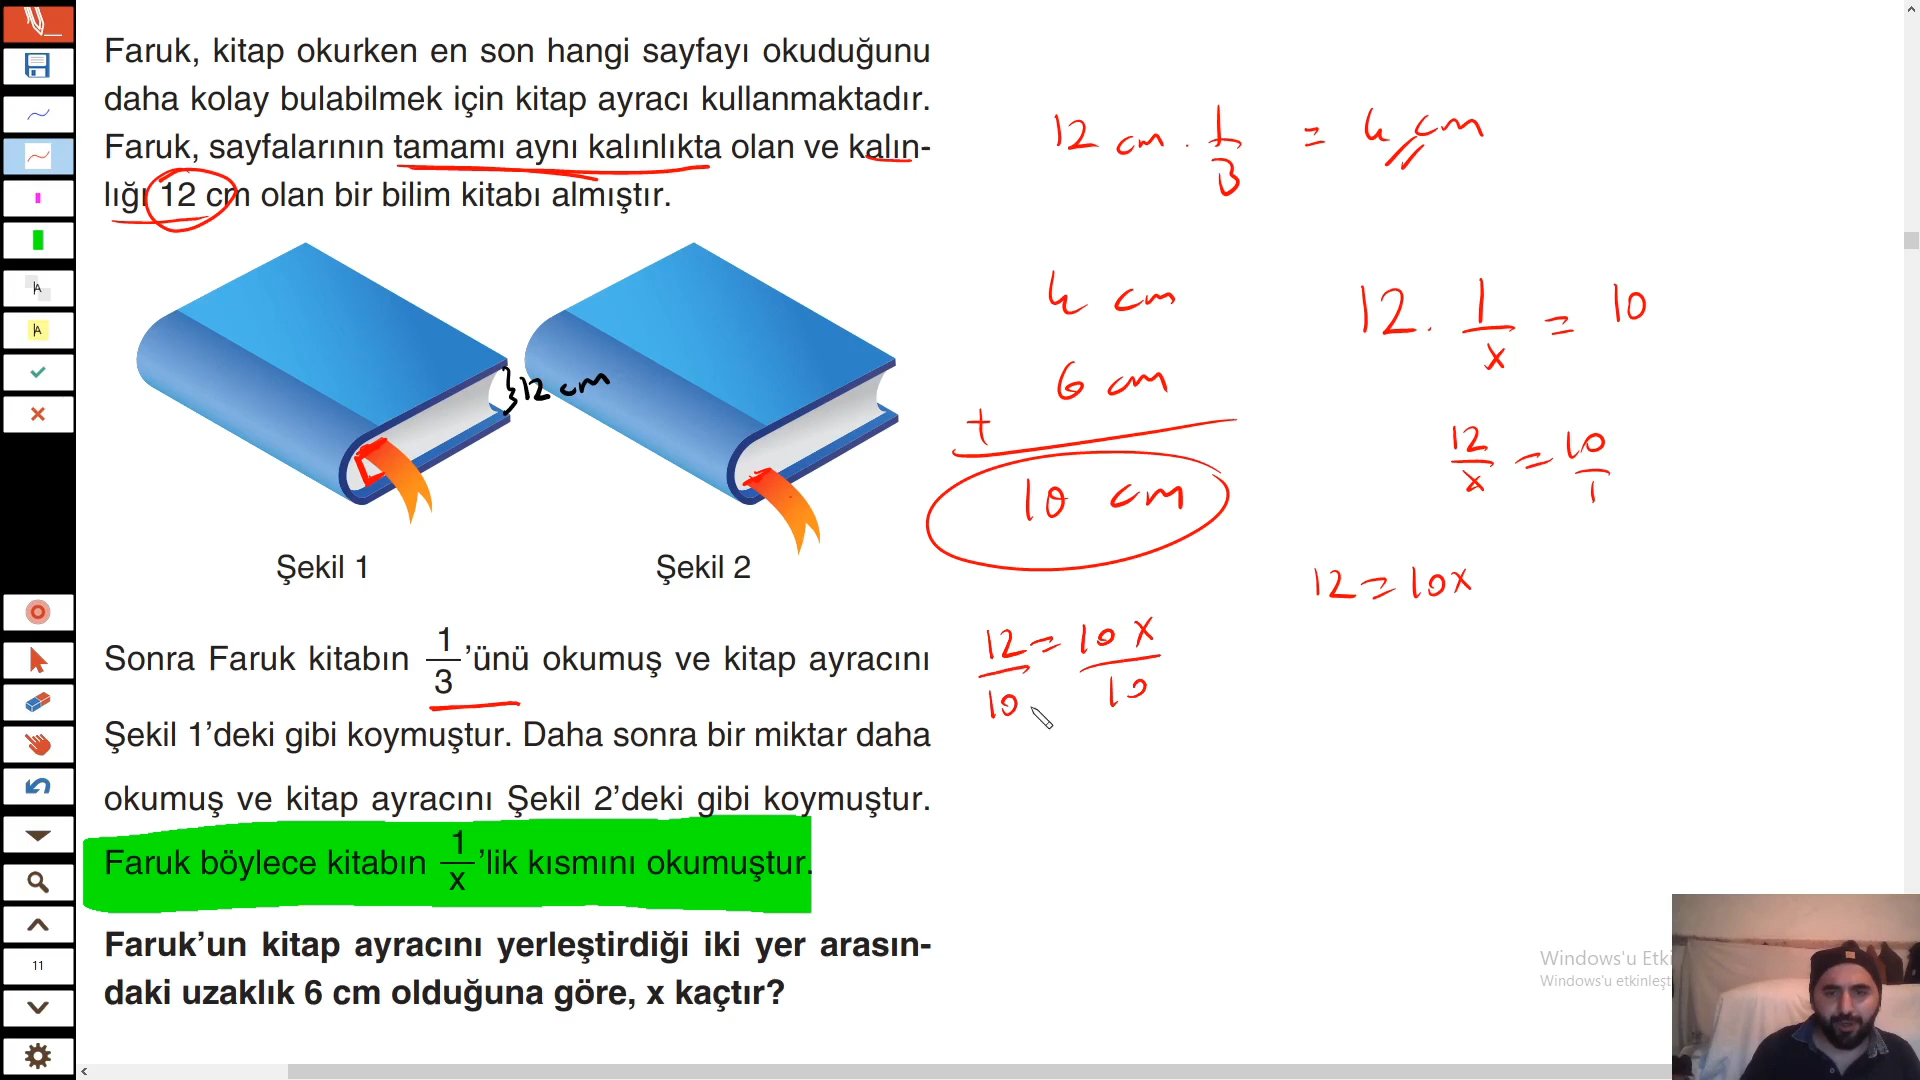 Faruk, kitap okurken en son hangi sayfayı okuduğunu
daha kolay bulabilmek için kitap ayracı kullanmaktadır.
Faruk, sayfalarının tamamı aynı kalınlıkta olan ve kalın-
lığı 12 cm olan bir bilim kitabı almıştır.
12 cm
Şekil 1 Şekil 2
Sonra Faruk kitabın 1/3'ünü okumuş ve kitap ayracını
Şekil 1'deki gibi koymuştur. Daha sonra bir miktar daha
okumuş ve kitap ayracını Şekil 2'deki gibi koymuştur.
Faruk böylece kitabın 1/x'lik kısmını okumuştur.
Faruk'un kitap ayracını yerleştirdiği iki yer arasın-
daki uzaklık 6 cm olduğuna göre, x kaçtır?
12 cm . 1/3 = 4 cm
4 cm
6 cm
+
10 cm
12 . 1/x = 10
12/x = 10/1
12 = 10x
12/10 = 10x/10
A
A
11
Windows'u Etki
Windows'u etkinleşt